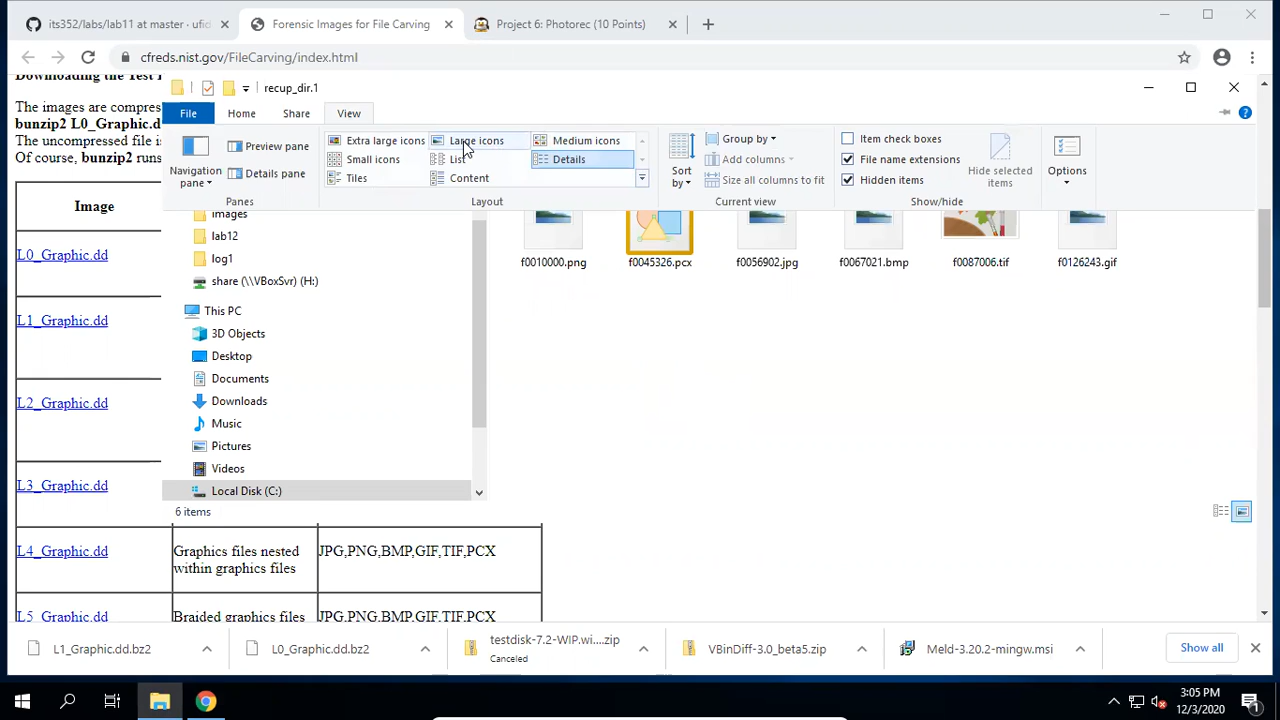 its352/labs/lab11 at master · ufid
Forensic Images for File Carving
Project 6: Photorec (10 Points)
cfreds.nist.gov/FileCarving/index.html
The images are compres
bunzip2 L0_Graphic.d
The uncompressed file is
Of course, bunzip2 runs
Image
L0_Graphic.dd
L1_Graphic.dd
L2_Graphic.dd
L3_Graphic.dd
L4_Graphic.dd
Graphics files nested
within graphics files
JPG,PNG,BMP,GIF,TIF,PCX
L5_Graphic.dd
Braided graphics files
JPG,PNG,BMP,GIF,TIF,PCX
recup_dir.1
File
Home
Share
View
Navigation
pane
Preview pane
Details pane
Panes
Extra large icons
Large icons
Medium icons
Small icons
List
Details
Tiles
Content
Layout
Sort
by
Group by
Add columns
Size all columns to fit
Current view
Item check boxes
File name extensions
Hidden items
Hide selected
items
Show/hide
Options
images
lab12
log1
share (\\VBoxSvr) (H:)
This PC
3D Objects
Desktop
Documents
Downloads
Music
Pictures
Videos
Local Disk (C:)
f0010000.png
f0045326.pcx
f0056902.jpg
f0067021.bmp
f0087006.tif
f0126243.gif
6 items
L1_Graphic.dd.bz2
L0_Graphic.dd.bz2
testdisk-7.2-WIP.wi....zip
Canceled
VBinDiff-3.0_beta5.zip
Meld-3.20.2-mingw.msi
Show all
3:05 PM
12/3/2020
1